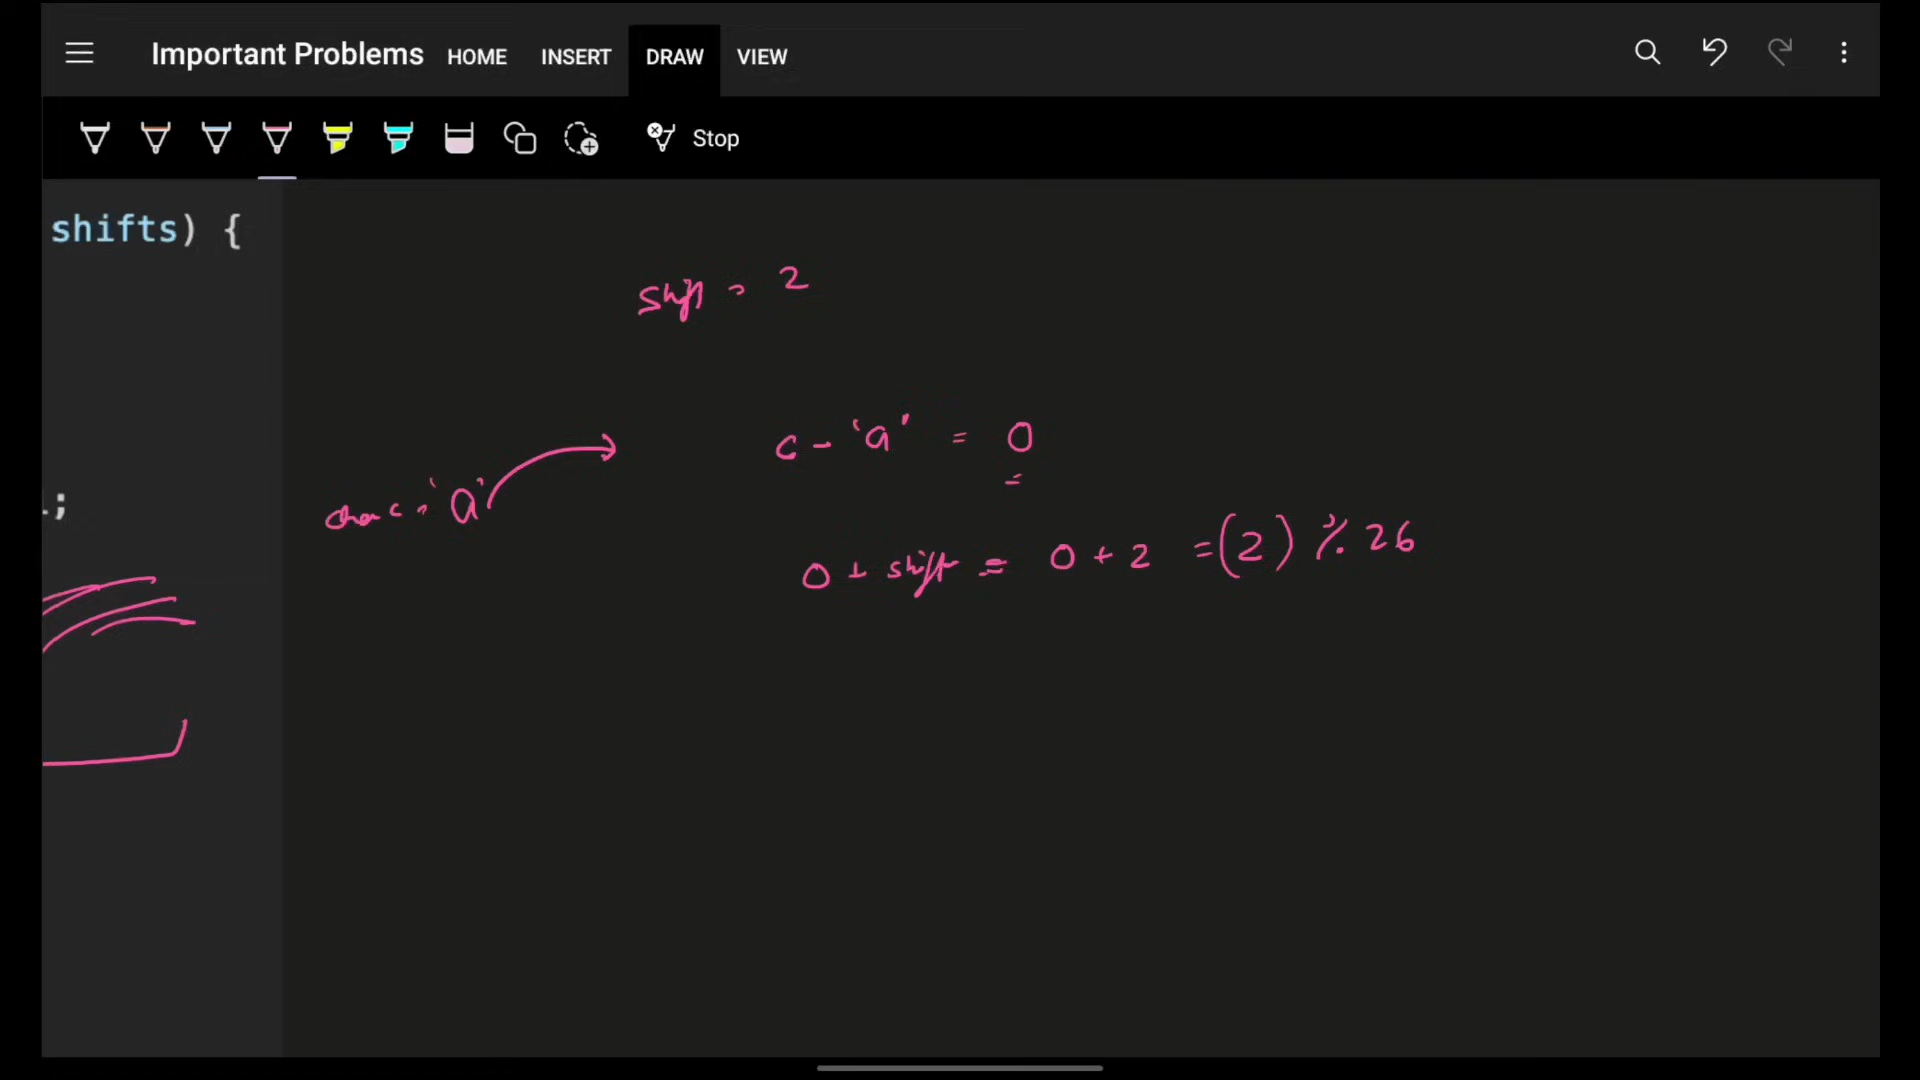 Important Problems HOME INSERT DRAW VIEW
Stop
shifts) {
Shift = 2
c - 'a' = 0
char c = 'a'
;
0 + shift = 0 + 2 = (2) % 26